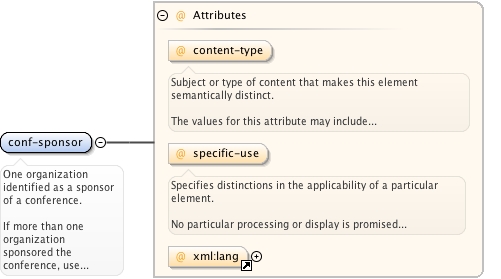 @ Attributes
@ content-type
Subject or type of content that makes this element
semantically distinct.
The values for this attribute may include...
conf-sponsor
@ specific-use
One organization
identified as a sponsor
of a conference.
If more than one
organization
sponsored the
conference, use...
Specifies distinctions in the applicability of a particular
element.
No particular processing or display is promised...
@ xml:lang